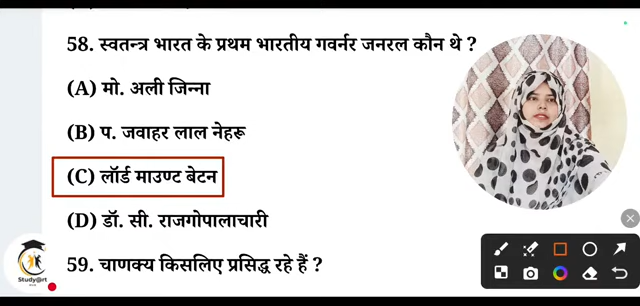 58. स्वतन्त्र भारत के प्रथम भारतीय गवर्नर जनरल कौन थे ?
(A) मो. अली जिन्ना
(B) प. जवाहर लाल नेहरू
(C) लॉर्ड माउण्ट बेटन
(D) डॉ. सी. राजगोपालाचारी
59. चाणक्य किसलिए प्रसिद्ध रहे हैं ?